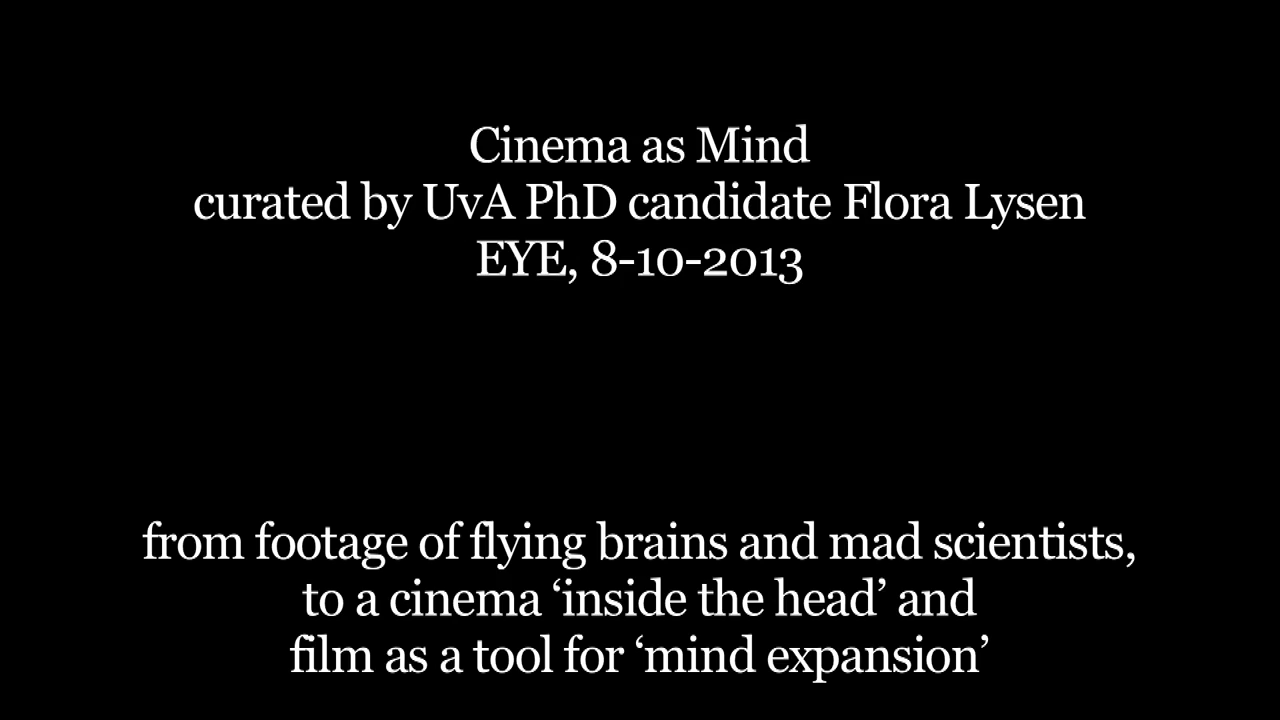 Cinema as Mind
curated by UvA PhD candidate Flora Lysen
EYE, 8-10-2013
from footage of flying brains and mad scientists,
to a cinema ‘inside the head’ and
film as a tool for ‘mind expansion’